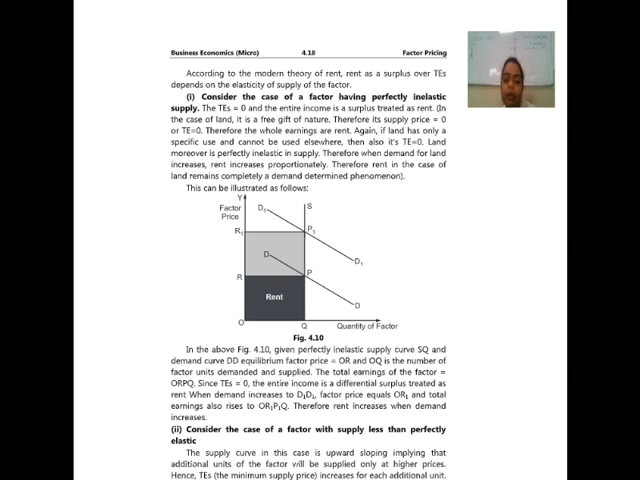 Business Economics (Micro) 4.18 Factor Pricing
According to the modern theory of rent, rent as a surplus over TEs
depends on the elasticity of supply of the factor.
(i) Consider the case of a factor having perfectly inelastic
supply. The TEs = 0 and the entire income is a surplus treated as rent. (In
the case of land, it is a free gift of nature. Therefore its supply price = 0
or TE=0. Therefore the whole earnings are rent. Again, if land has only a
specific use and cannot be used elsewhere, then also it's TE=0. Land
moreover is perfectly inelastic in supply. Therefore when demand for land
increases, rent increases proportionately. Therefore rent in the case of
land remains completely a demand determined phenomenon).
This can be illustrated as follows:
Y
Factor
Price
D₁
S
R₁
P₁
D
D₁
R
P
Rent
D
O
Q
Quantity of Factor
X
Fig. 4.10
In the above Fig. 4.10, given perfectly inelastic supply curve SQ and
demand curve DD equilibrium factor price = OR and OQ is the number of
factor units demanded and supplied. The total earnings of the factor =
ORPQ. Since TEs = 0, the entire income is a differential surplus treated as
rent When demand increases to D₁D₁, factor price equals OR₁ and total
earnings also rises to OR₁P₁Q. Therefore rent increases when demand
increases.
(ii) Consider the case of a factor with supply less than perfectly
elastic
The supply curve in this case is upward sloping implying that
additional units of the factor will be supplied only at higher prices.
Hence, TEs (the minimum supply price) increases for each additional unit.